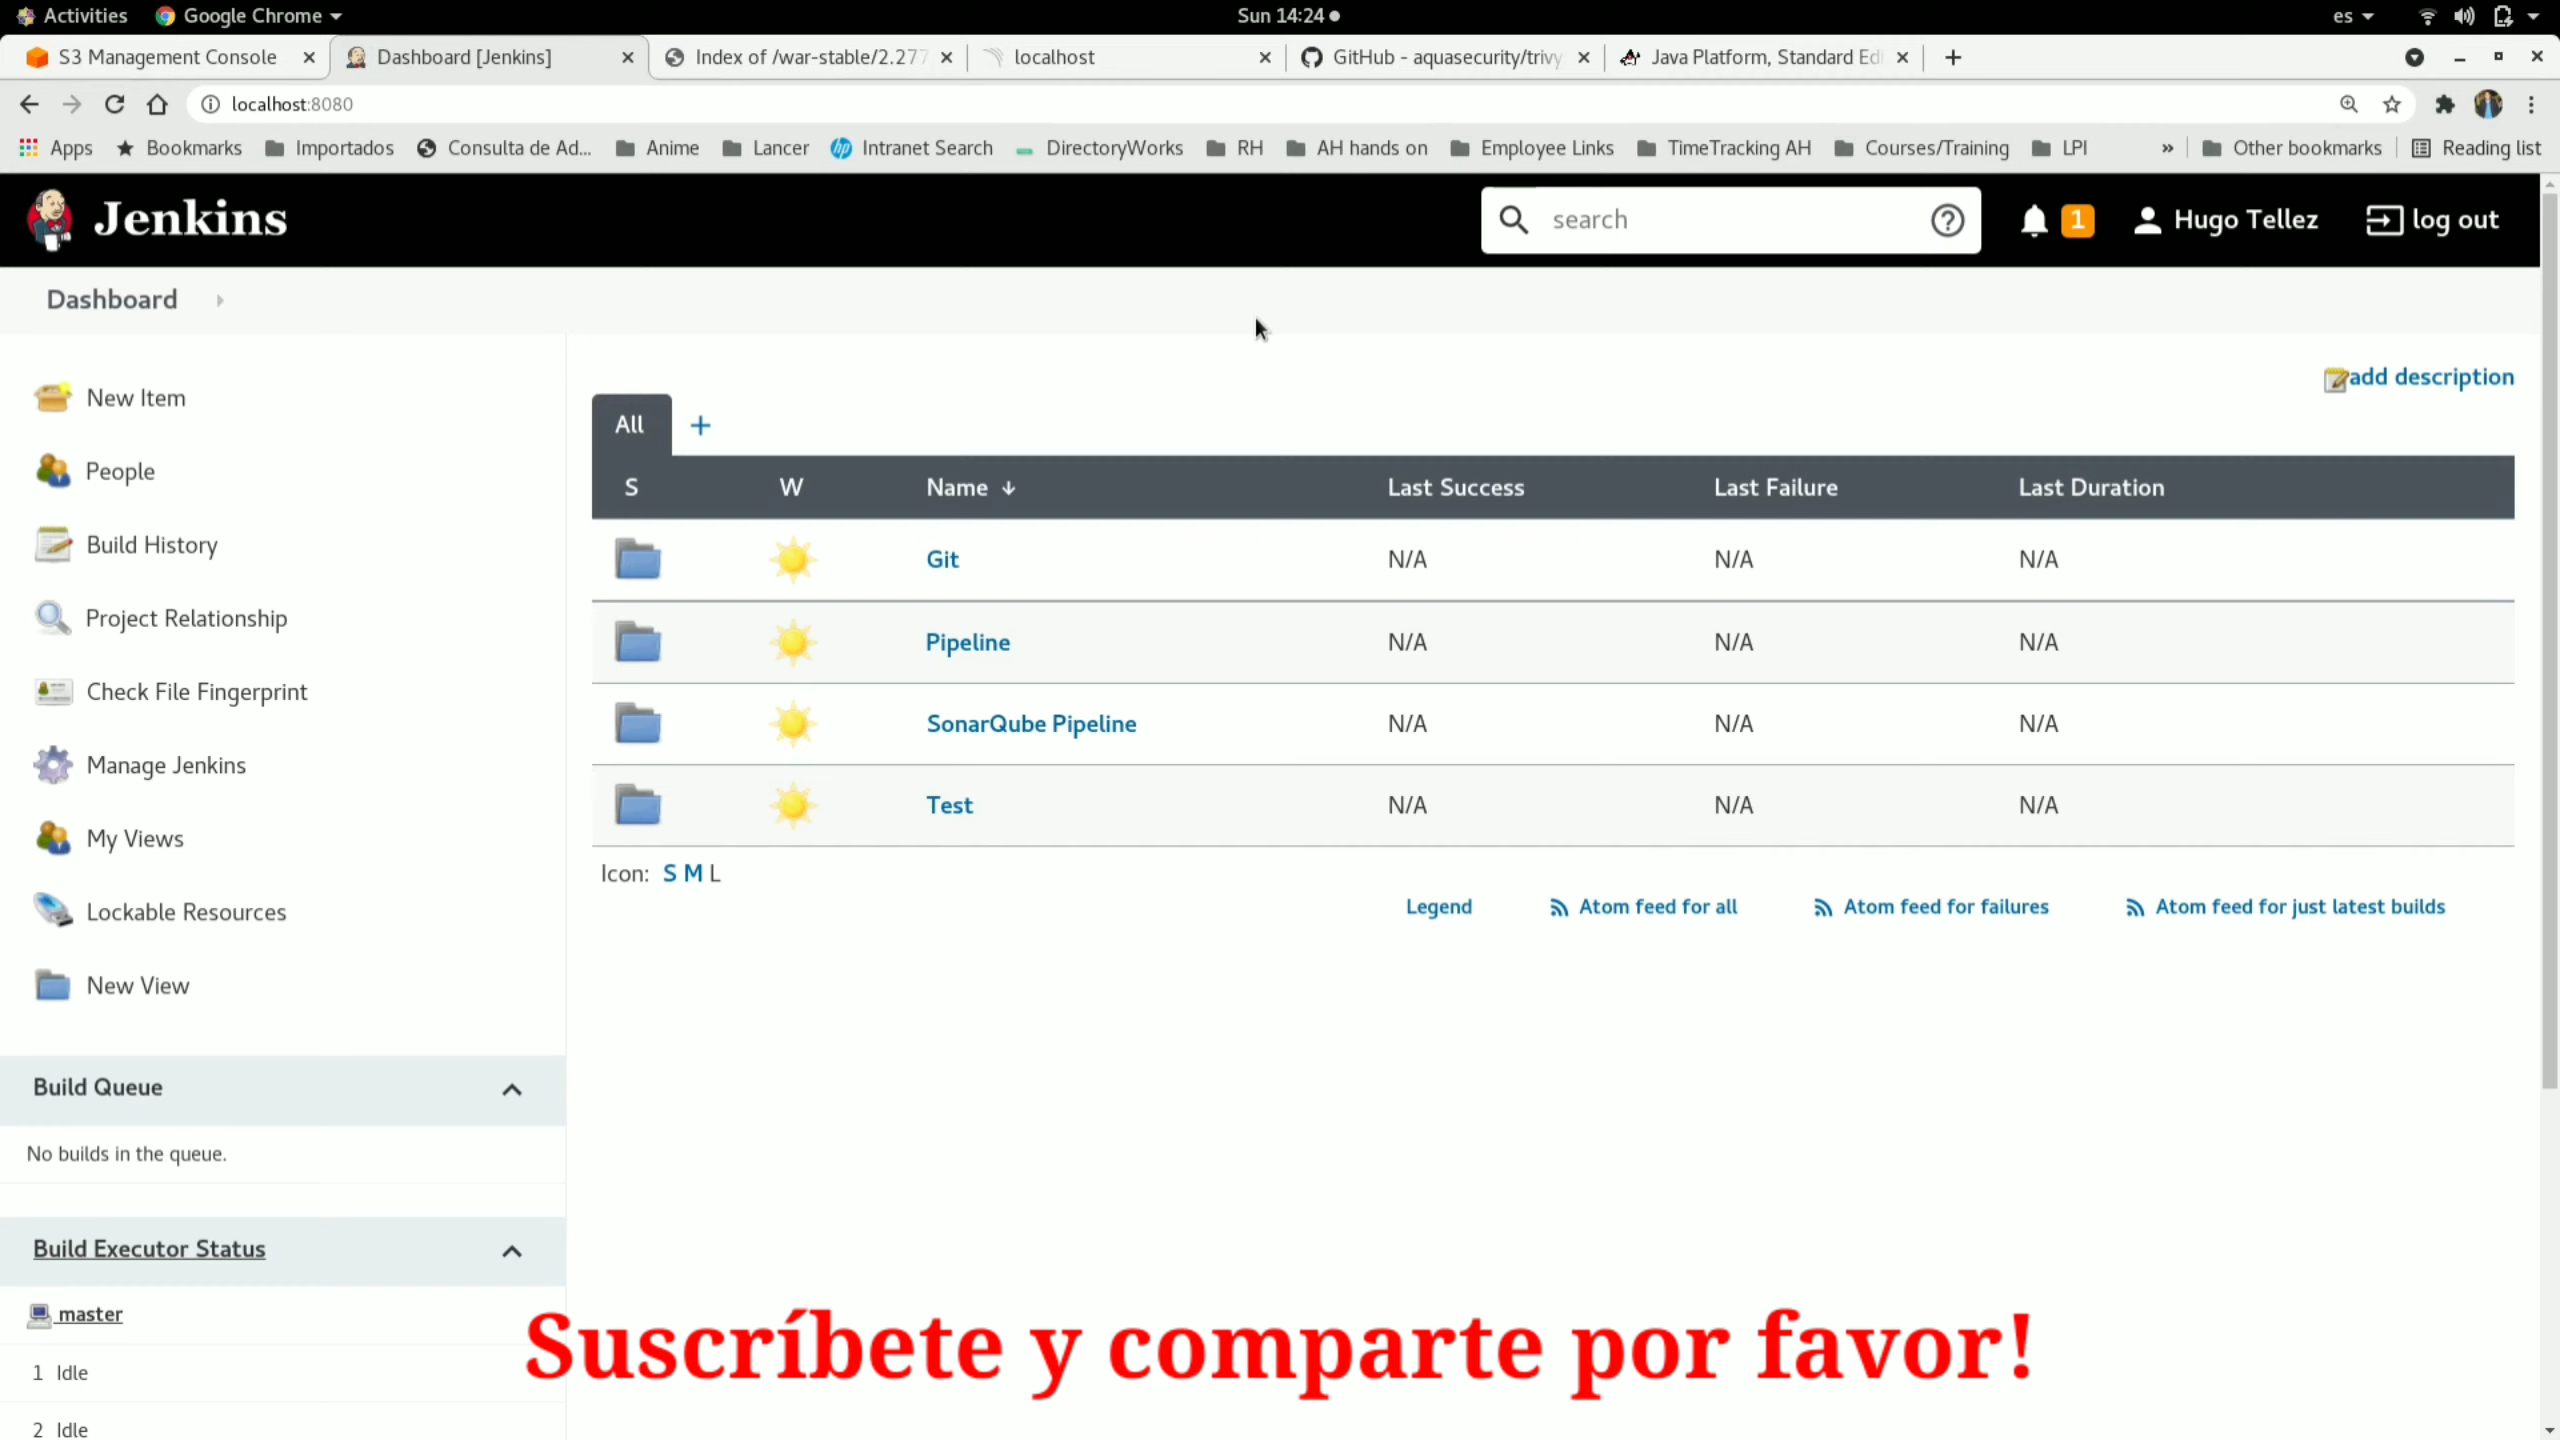 Activities Google Chrome Sun 14:24 es
S3 Management Console Dashboard [Jenkins] Index of /war-stable/2.277 localhost GitHub - aquasecurity/trivy Java Platform, Standard Edi
localhost:8080
Apps Bookmarks Importados Consulta de Ad... Anime Lancer Intranet Search DirectoryWorks RH AH hands on Employee Links TimeTracking AH Courses/Training LPI » Other bookmarks Reading list
Jenkins search 1 Hugo Tellez log out
Dashboard
add description
New Item
People
Build History
Project Relationship
Check File Fingerprint
Manage Jenkins
My Views
Lockable Resources
New View
Build Queue
No builds in the queue.
Build Executor Status
master
1 Idle
2 Idle
All +
S W Name ↓ Last Success Last Failure Last Duration
Git N/A N/A N/A
Pipeline N/A N/A N/A
SonarQube Pipeline N/A N/A N/A
Test N/A N/A N/A
Icon: S M L
Legend Atom feed for all Atom feed for failures Atom feed for just latest builds
Suscríbete y comparte por favor!